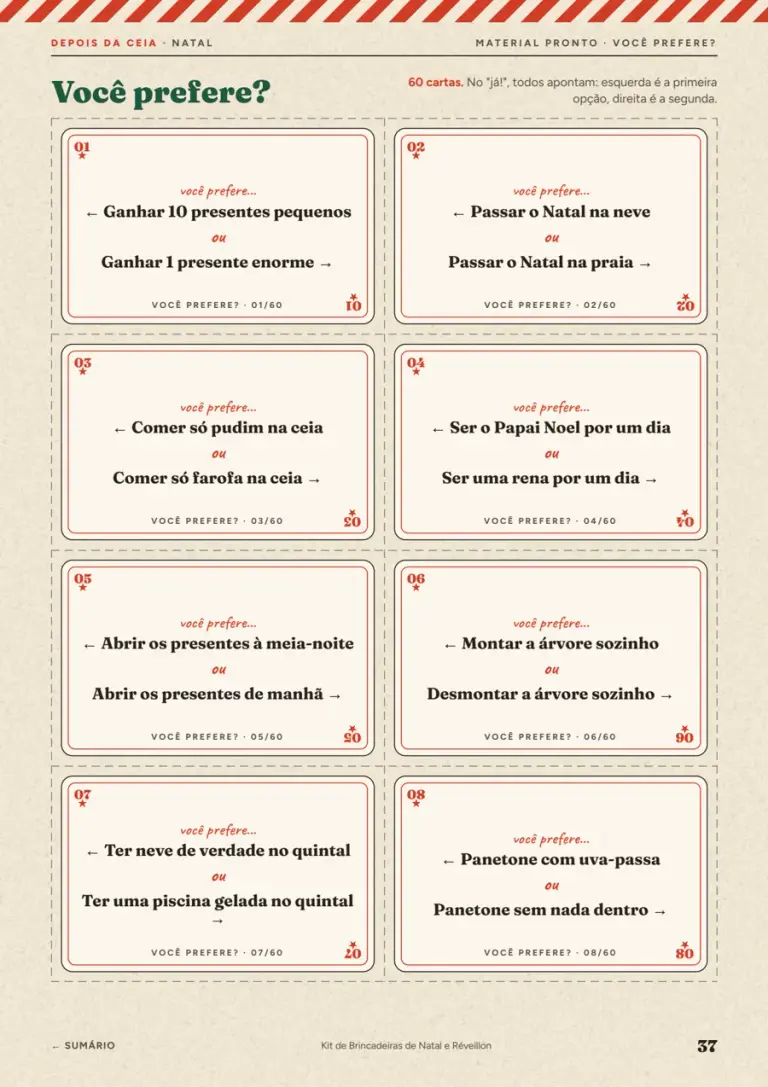 DEPOIS DA CEIA · NATAL
MATERIAL PRONTO · VOCÊ PREFERE?
Você prefere?
60 cartas. No "já!", todos apontam: esquerda é a primeira
opção, direita é a segunda.
01
★
você prefere...
← Ganhar 10 presentes pequenos
ou
Ganhar 1 presente enorme →
VOCÊ PREFERE? · 01/60
01
★
02
★
você prefere...
← Passar o Natal na neve
ou
Passar o Natal na praia →
VOCÊ PREFERE? · 02/60
02
★
03
★
você prefere...
← Comer só pudim na ceia
ou
Comer só farofa na ceia →
VOCÊ PREFERE? · 03/60
03
★
04
★
você prefere...
← Ser o Papai Noel por um dia
ou
Ser uma rena por um dia →
VOCÊ PREFERE? · 04/60
04
★
05
★
você prefere...
← Abrir os presentes à meia-noite
ou
Abrir os presentes de manhã →
VOCÊ PREFERE? · 05/60
05
★
06
★
você prefere...
← Montar a árvore sozinho
ou
Desmontar a árvore sozinho →
VOCÊ PREFERE? · 06/60
06
★
07
★
você prefere...
← Ter neve de verdade no quintal
ou
Ter uma piscina gelada no quintal
→
VOCÊ PREFERE? · 07/60
07
★
08
★
você prefere...
← Panetone com uva-passa
ou
Panetone sem nada dentro →
VOCÊ PREFERE? · 08/60
08
★
← SUMÁRIO
Kit de Brincadeiras de Natal e Réveillon
37